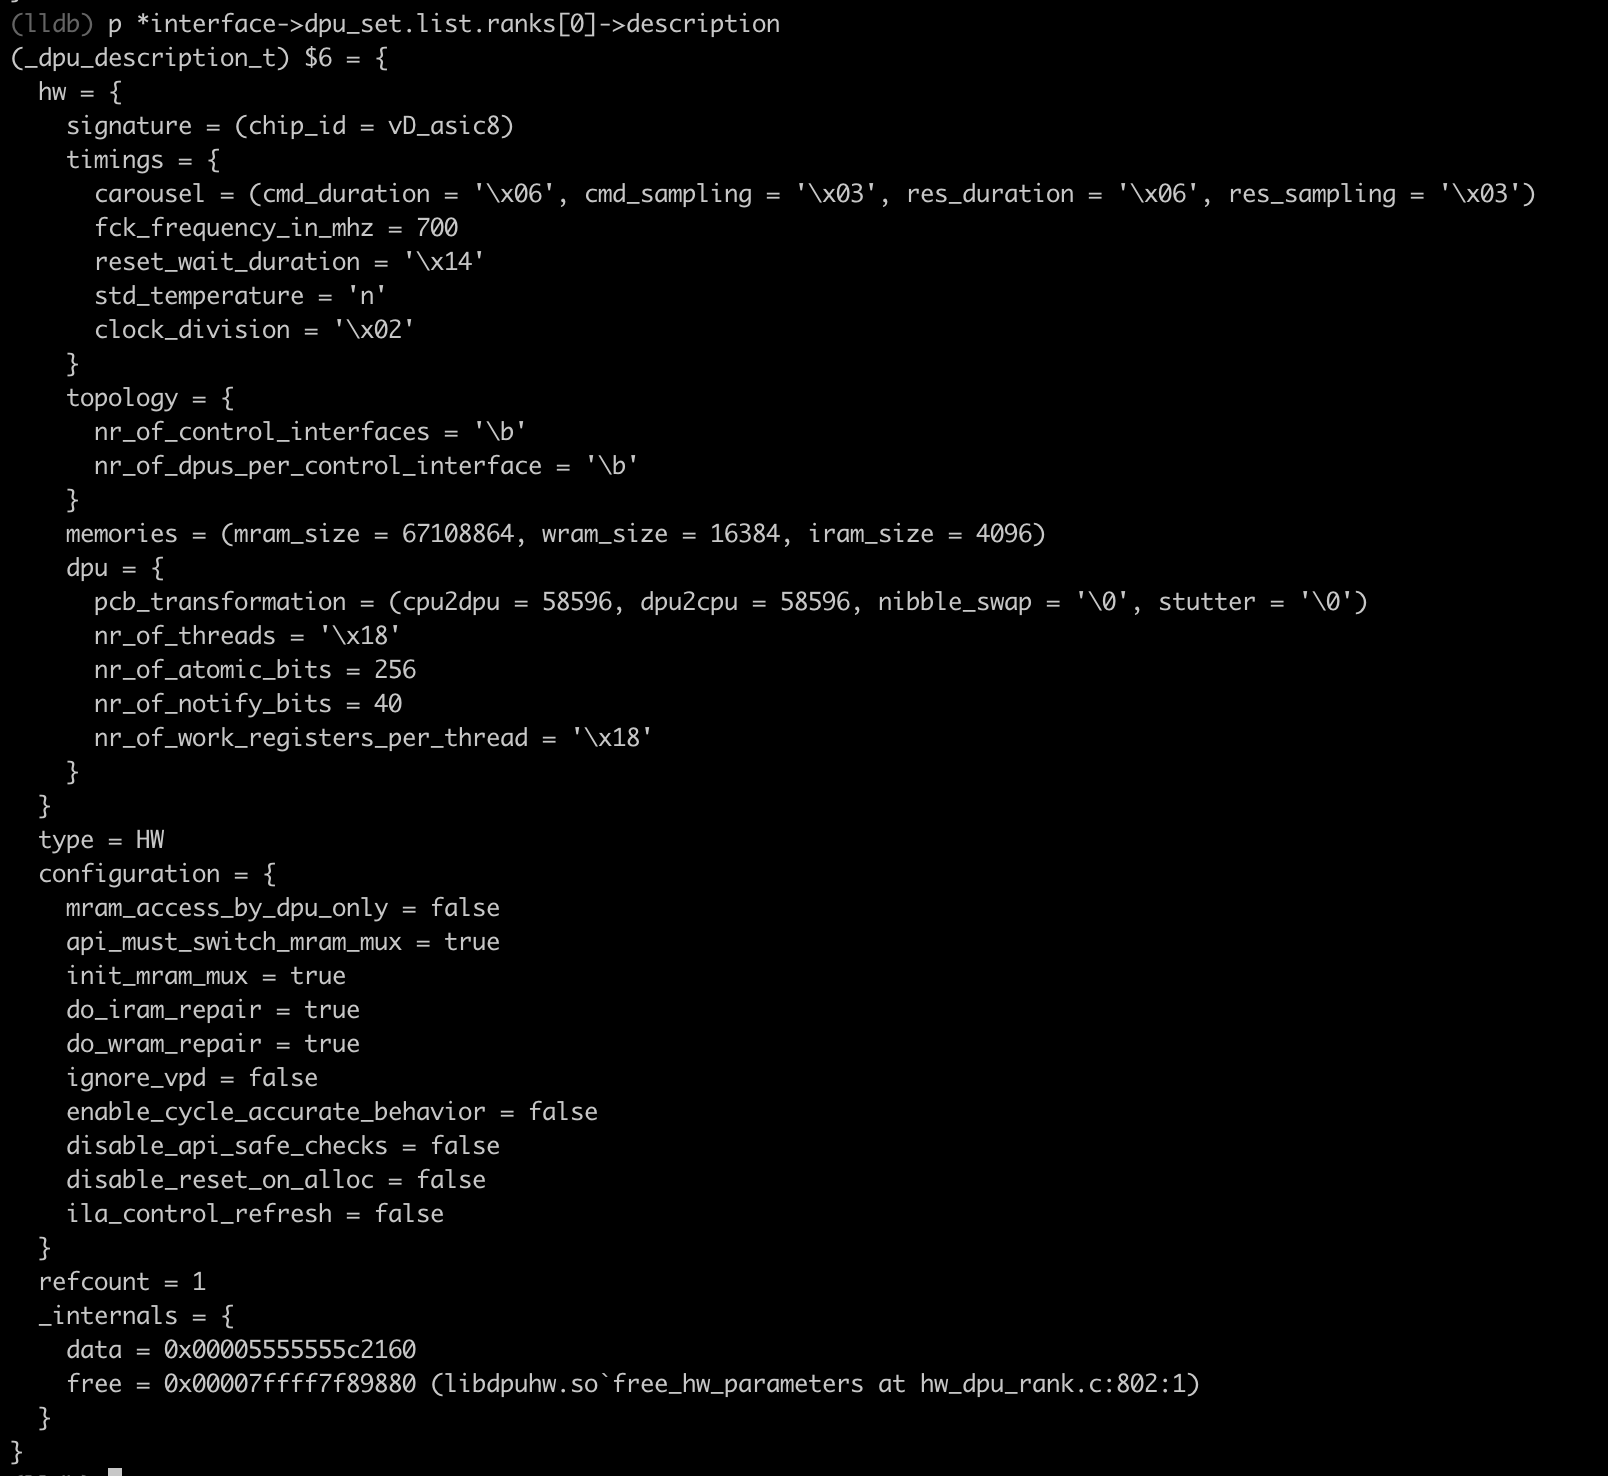 (lldb) p *interface->dpu_set.list.ranks[0]->description
(_dpu_description_t) $6 = {
  hw = {
    signature = (chip_id = vD_asic8)
    timings = {
      carousel = (cmd_duration = '\x06', cmd_sampling = '\x03', res_duration = '\x06', res_sampling = '\x03')
      fck_frequency_in_mhz = 700
      reset_wait_duration = '\x14'
      std_temperature = 'n'
      clock_division = '\x02'
    }
    topology = {
      nr_of_control_interfaces = '\b'
      nr_of_dpus_per_control_interface = '\b'
    }
    memories = (mram_size = 67108864, wram_size = 16384, iram_size = 4096)
    dpu = {
      pcb_transformation = (cpu2dpu = 58596, dpu2cpu = 58596, nibble_swap = '\0', stutter = '\0')
      nr_of_threads = '\x18'
      nr_of_atomic_bits = 256
      nr_of_notify_bits = 40
      nr_of_work_registers_per_thread = '\x18'
    }
  }
  type = HW
  configuration = {
    mram_access_by_dpu_only = false
    api_must_switch_mram_mux = true
    init_mram_mux = true
    do_iram_repair = true
    do_wram_repair = true
    ignore_vpd = false
    enable_cycle_accurate_behavior = false
    disable_api_safe_checks = false
    disable_reset_on_alloc = false
    ila_control_refresh = false
  }
  refcount = 1
  _internals = {
    data = 0x00005555555c2160
    free = 0x00007ffff7f89880 (libdpuhw.so`free_hw_parameters at hw_dpu_rank.c:802:1)
  }
}